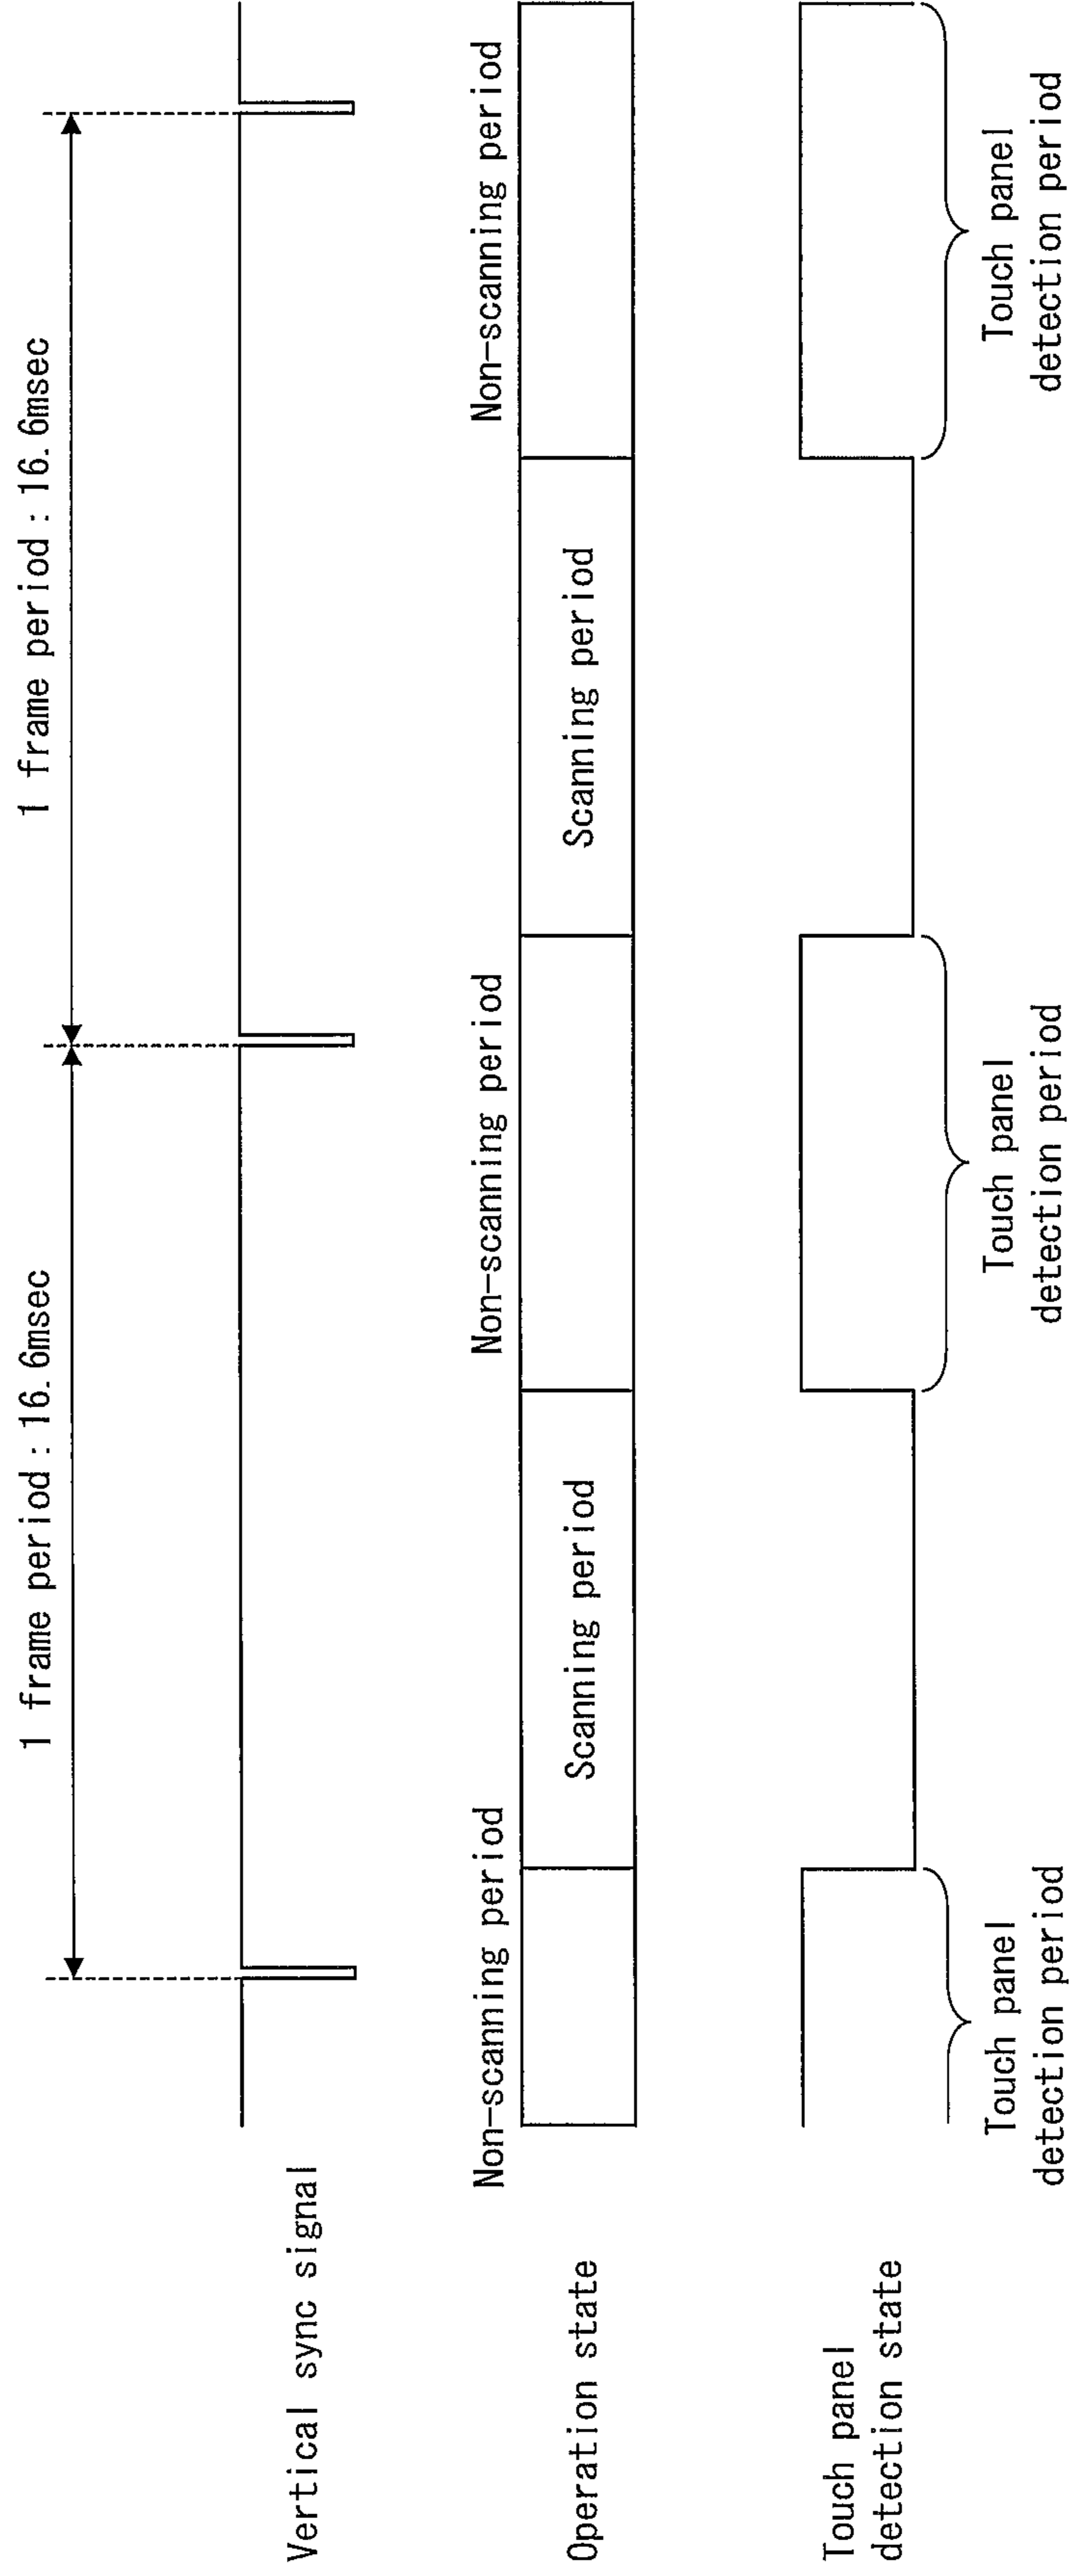 1 frame period : 16.6msec
1 frame period : 16.6msec
Vertical sync signal
Non-scanning period
Non-scanning period
Non-scanning period
Operation state
Scanning period
Scanning period
Touch panel
detection state
Touch panel
detection period
Touch panel
detection period
Touch panel
detection period